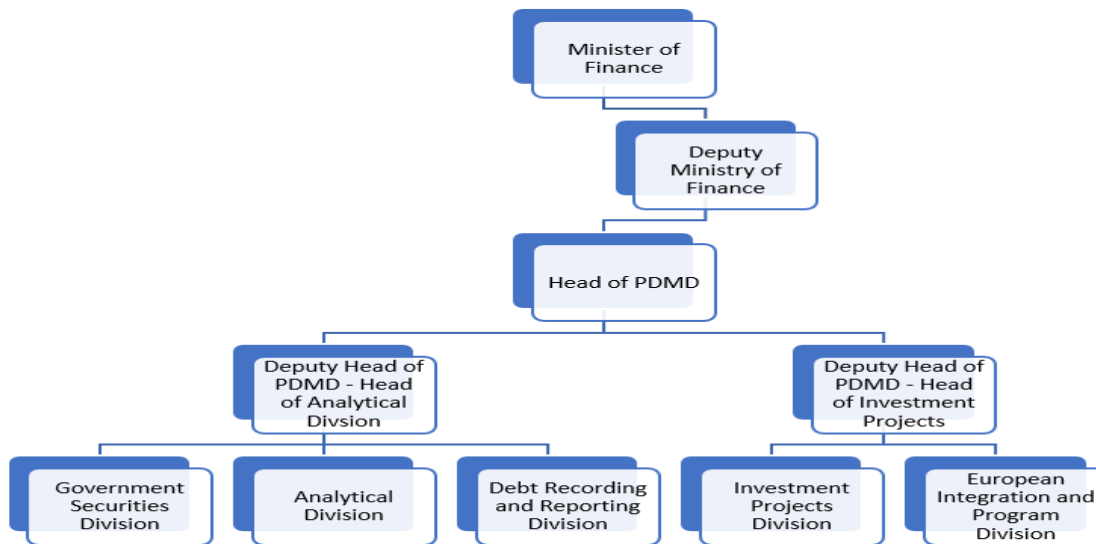 Minister of
Finance
Deputy
Ministry of
Finance
Head of PDMD
Deputy Head of
PDMD - Head
of Analytical
Divsion
Deputy Head of
PDMD - Head
of Investment
Projects
Government
Securities
Division
Analytical
Division
Debt Recording
and Reporting
Division
Investment
Projects
Division
European
Integration and
Program
Division